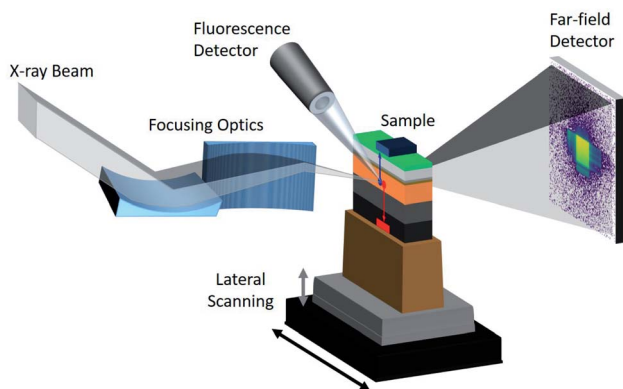 Fluorescence
Detector
Far-field
Detector
X-ray Beam
Focusing Optics
Sample
Lateral
Scanning